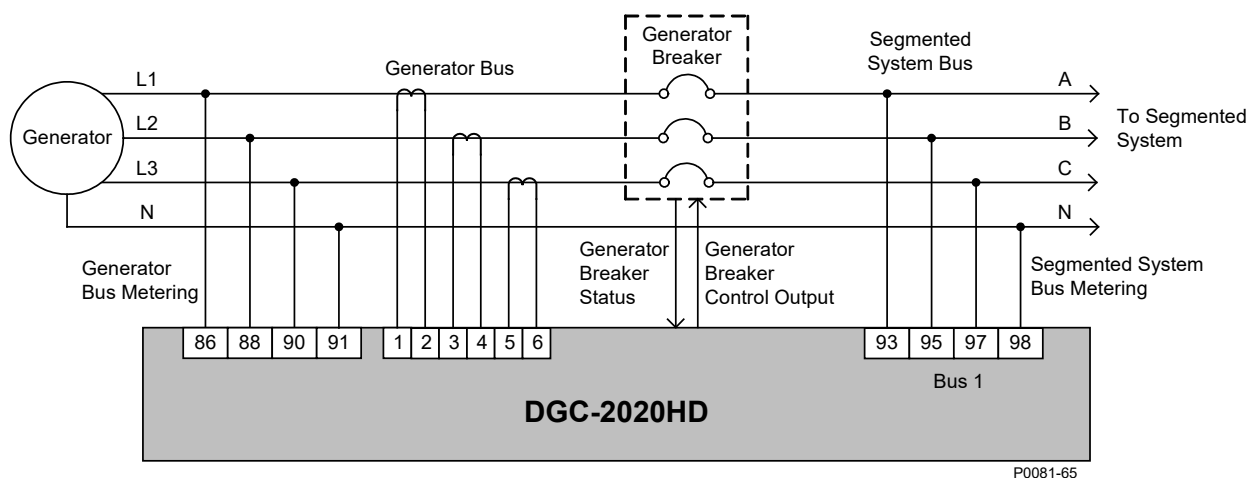 Generator
Breaker
Segmented
System Bus
Generator Bus
L1
A
To Segmented
System
Generator
L2
B
L3
C
N
N
Generator
Bus Metering
Generator
Breaker
Status
Generator
Breaker
Control Output
Segmented System
Bus Metering
86 88 90 91 1 2 3 4 5 6 93 95 97 98
Bus 1
DGC-2020HD
P0081-65